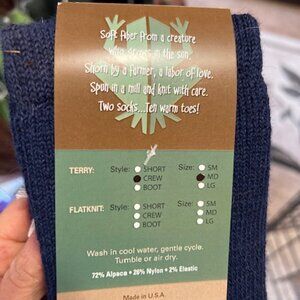 Soft fiber from a creature
who grazes in the sun.
Shorn by a farmer, a labor of love.
Spun in a mill and knit with care.
Two socks...Ten warm toes!
TERRY: Style: SHORT Size: SM
CREW MD
BOOT LG
FLATKNIT: Style: SHORT Size: SM
CREW MD
BOOT LG
Wash in cool water, gentle cycle.
Tumble or air dry.
72% Alpaca • 26% Nylon • 2% Elastic
Made in U.S.A.